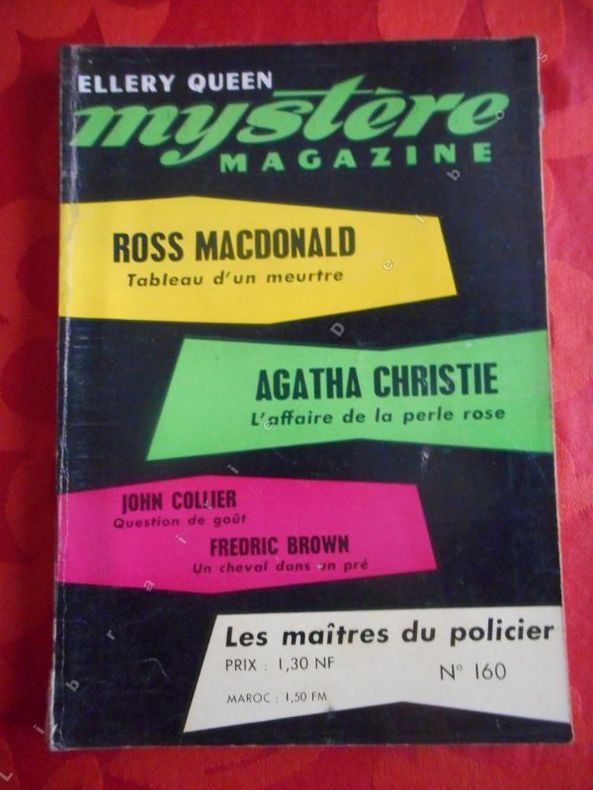 ELLERY QUEEN
mystère
MAGAZINE
ROSS MACDONALD
Tableau d'un meurtre
AGATHA CHRISTIE
L'affaire de la perle rose
JOHN COLLIER
Question de goût
FREDRIC BROWN
Un cheval dans un pré
Les maîtres du policier
PRIX : 1,30 NF
N° 160
MAROC : 1,50 FM